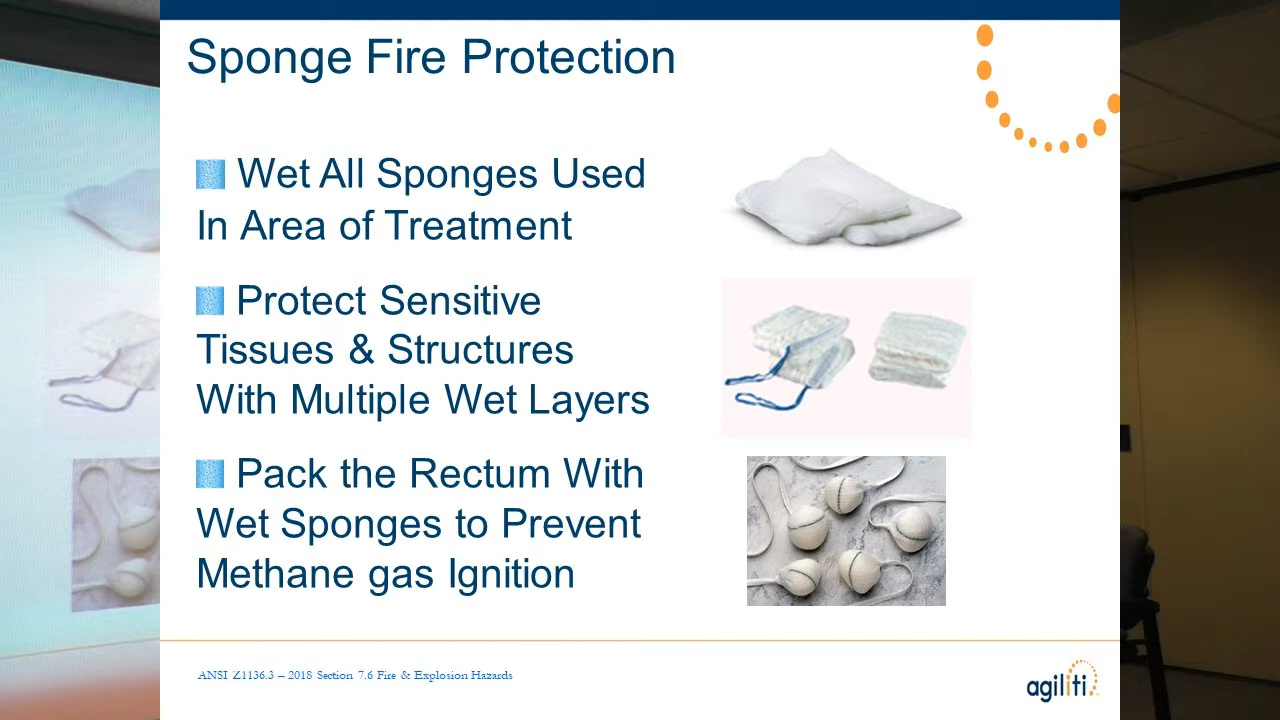 Sponge Fire Protection
Wet All Sponges Used
In Area of Treatment
Protect Sensitive
Tissues & Structures
With Multiple Wet Layers
Pack the Rectum With
Wet Sponges to Prevent
Methane gas Ignition
ANSI Z1136.3 – 2018 Section 7.6 Fire & Explosion Hazards
agiliti